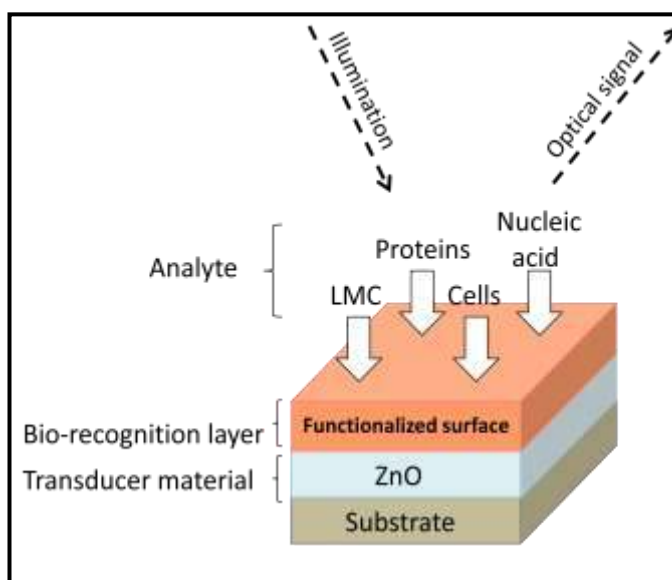 Illumination
Optical signal
Nucleic
acid
Proteins
Analyte
LMC
Cells
Bio-recognition layer
Functionalized surface
Transducer material
ZnO
Substrate